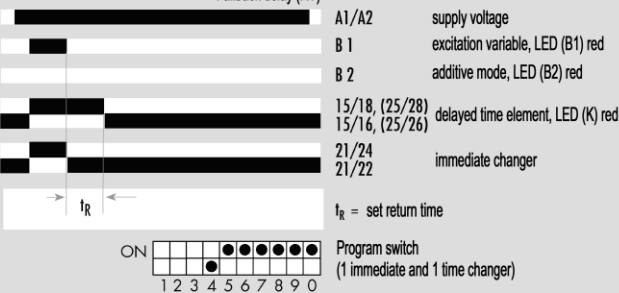 A1/A2 supply voltage
B 1 excitation variable, LED (B1) red
B 2 additive mode, LED (B2) red
15/18, (25/28)
15/16, (25/26) delayed time element, LED (K) red
21/24
21/22 immediate changer
tR
tR = set return time
ON
Program switch
(1 immediate and 1 time changer)
1 2 3 4 5 6 7 8 9 0